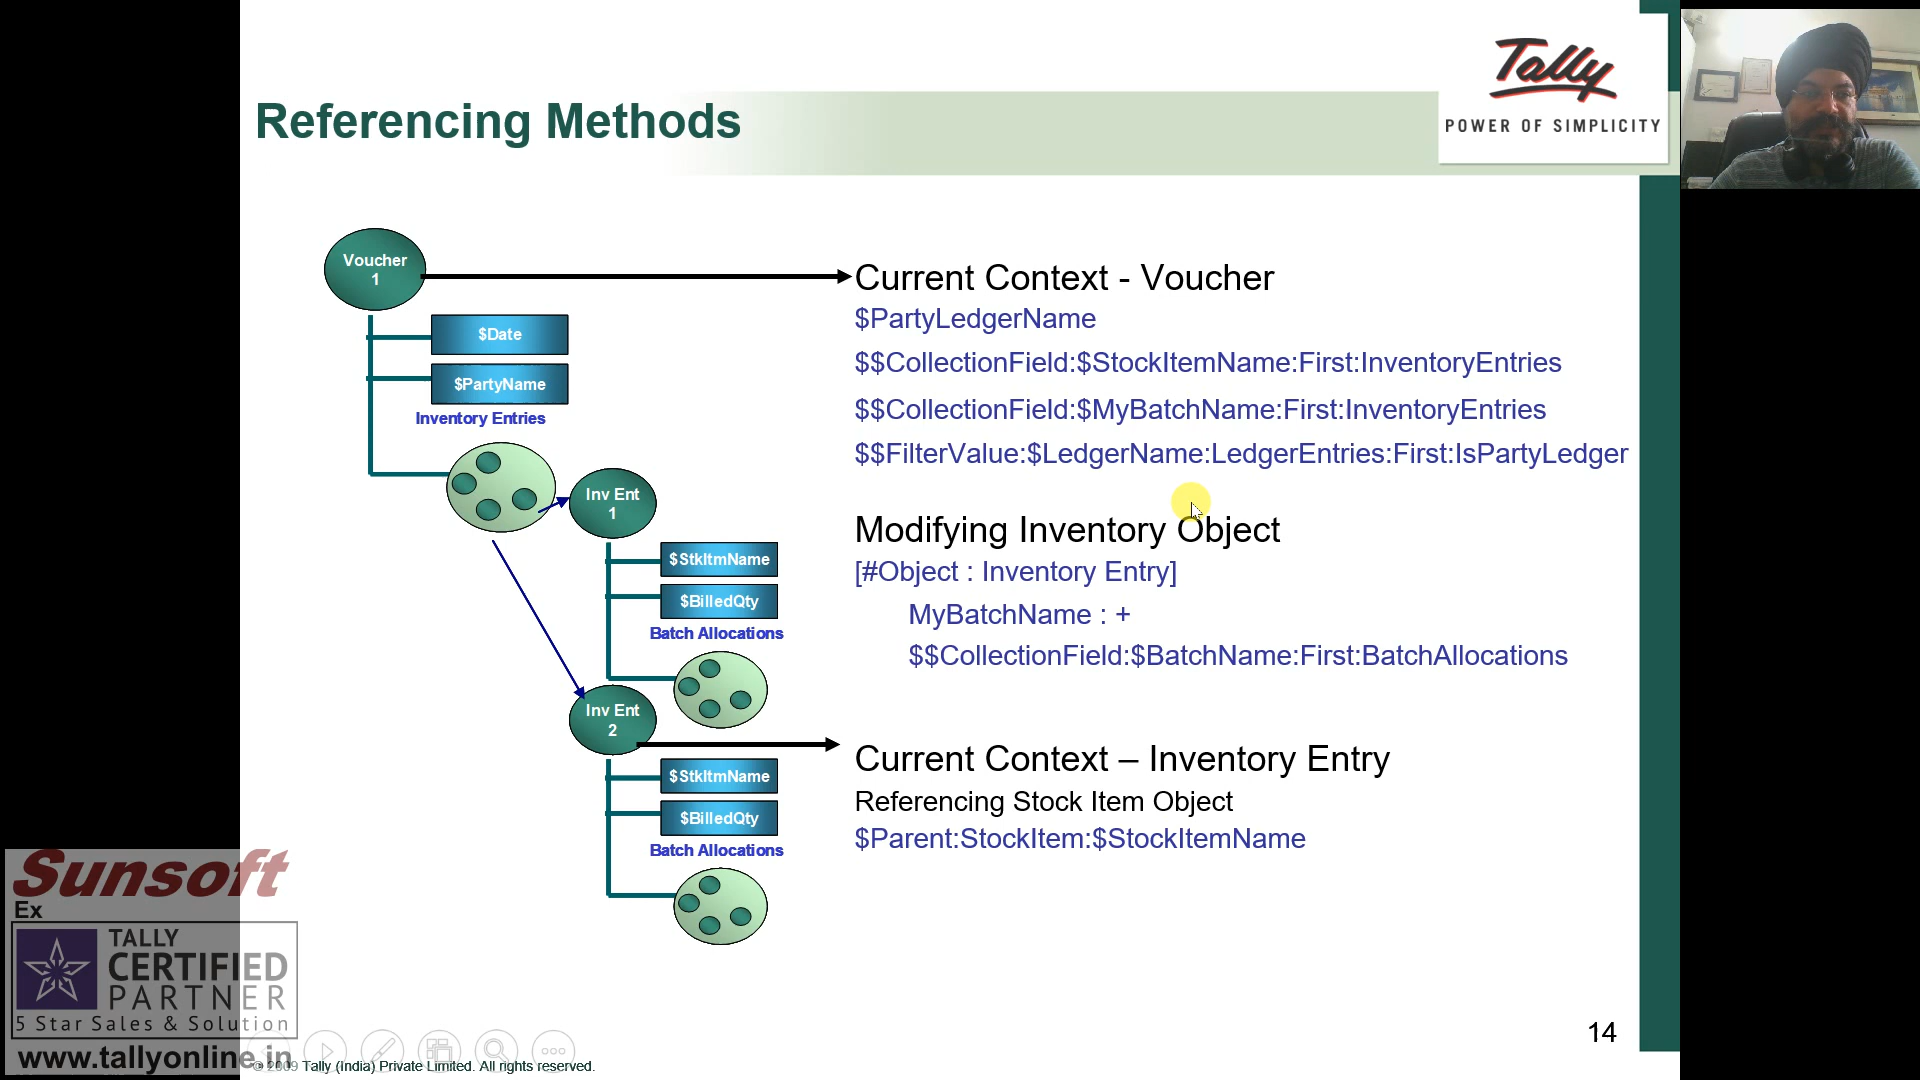 Tally
POWER OF SIMPLICITY
Referencing Methods
Voucher
1
$Date
$PartyName
Inventory Entries
Inv Ent
1
$StkItmName
$BilledQty
Batch Allocations
Inv Ent
2
$StkItmName
$BilledQty
Batch Allocations
Current Context - Voucher
$PartyLedgerName
$$CollectionField:$StockItemName:First:InventoryEntries
$$CollectionField:$MyBatchName:First:InventoryEntries
$$FilterValue:$LedgerName:LedgerEntries:First:IsPartyLedger
Modifying Inventory Object
[#Object : Inventory Entry]
MyBatchName : +
$$CollectionField:$BatchName:First:BatchAllocations
Current Context – Inventory Entry
Referencing Stock Item Object
$Parent:StockItem:$StockItemName
Sunsoft
Ex
TALLY
CERTIFIED
PARTNER
5 Star Sales & Solution
www.tallyonline.in
© 2009 Tally (India) Private Limited. All rights reserved.
14